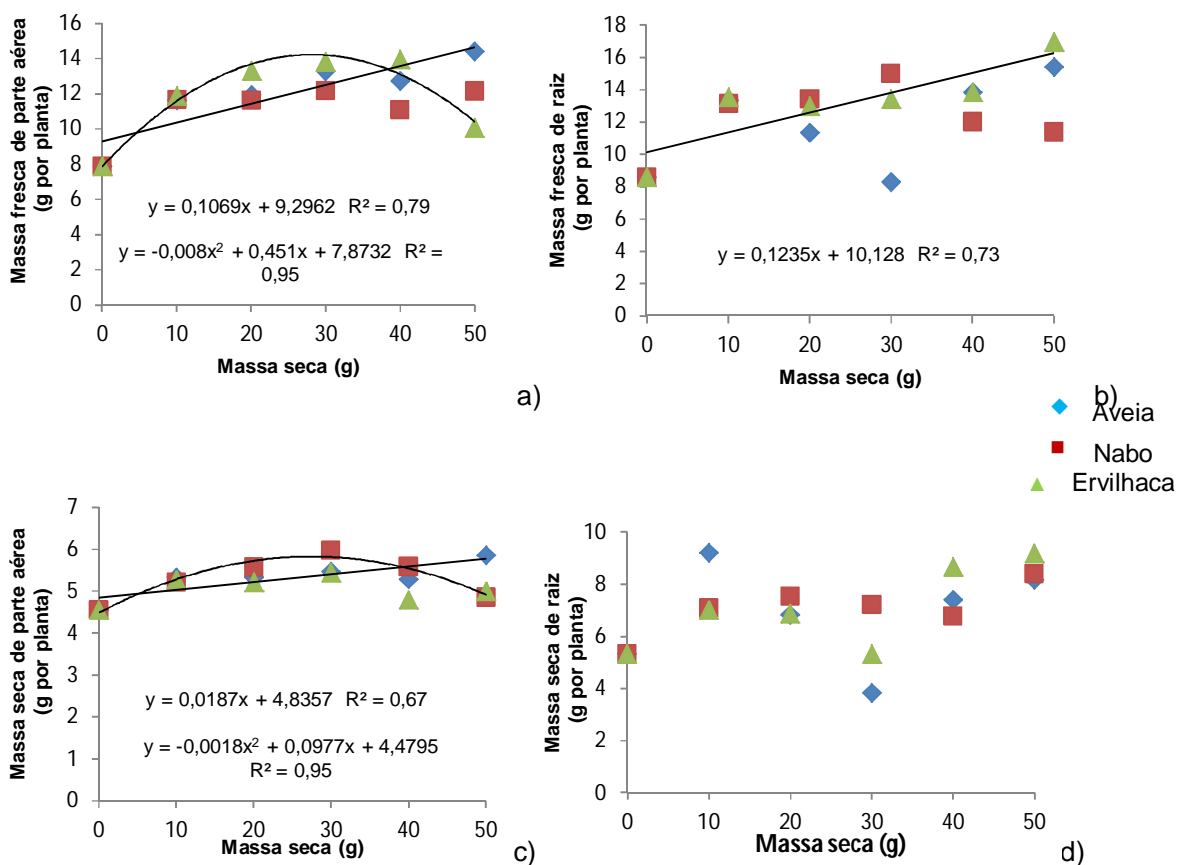 16
14
12
10
8
6
4
2
0
Massa fresca de parte aérea
(g por planta)
y = 0,1069x + 9,2962 R² = 0,79
y = -0,008x² + 0,451x + 7,8732 R² =
0,95
0 10 20 30 40 50
Massa seca (g)
a)
18
16
14
12
10
8
6
4
2
0
Massa fresca de raiz
(g por planta)
y = 0,1235x + 10,128 R² = 0,73
0 10 20 30 40 50
Massa seca (g)
b)
Aveia
Nabo
Ervilhaca
7
6
5
4
3
2
1
0
Massa seca de parte aérea
(g por planta)
y = 0,0187x + 4,8357 R² = 0,67
y = -0,0018x² + 0,0977x + 4,4795
R² = 0,95
0 10 20 30 40 50
Massa seca (g)
c)
10
8
6
4
2
0
Massa seca de raiz
(g por planta)
0 10 20 30 40 50
Massa seca (g)
d)